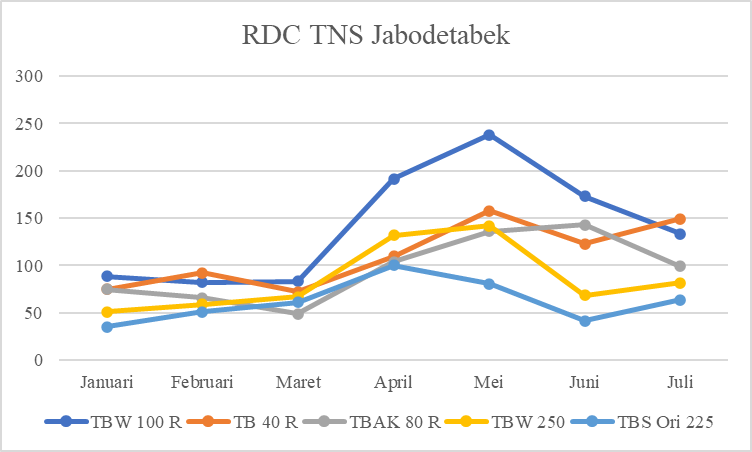 RDC TNS Jabodetabek
300
250
200
150
100
50
0
Januari Februari Maret April Mei Juni Juli
TBW 100 R TB 40 R TBAK 80 R TBW 250 TBS Ori 225